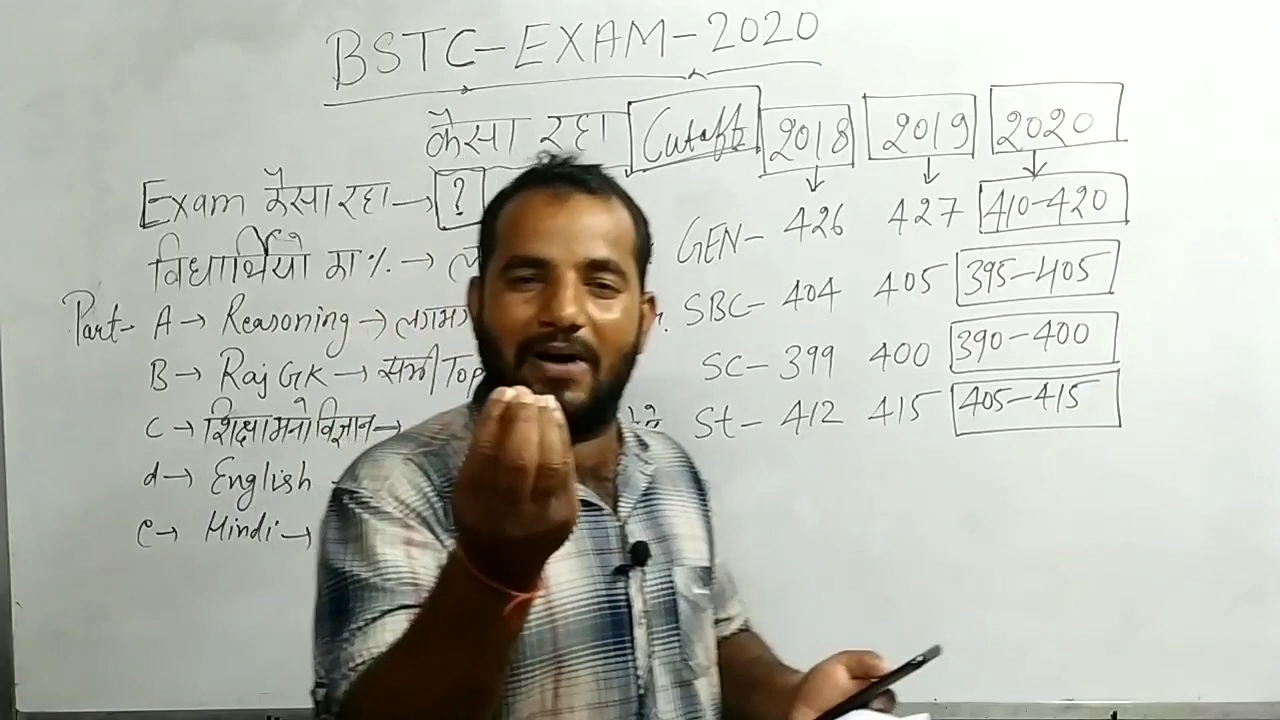 BSTC-EXAM-2020
कैसा रहा Cutoff 2018 2019 2020
Exam कैसा रहा → ?
GEN- 426 427 410-420
विद्यार्थियो का % →
SBC- 404 405 395-405
Part- A → Reasoning →
SC- 399 400 390-400
B → Raj GK → सभी Top
St- 412 415 405-415
C → शिक्षा मनोविज्ञान →
d → English
e → Hindi →